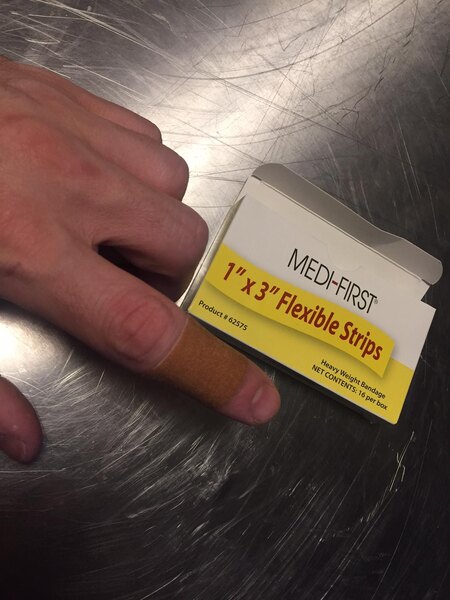 MEDI-FIRST®
1" x 3" Flexible Strips
Product # 62575
Heavy Weight Bandage
NET CONTENTS: 16 per box